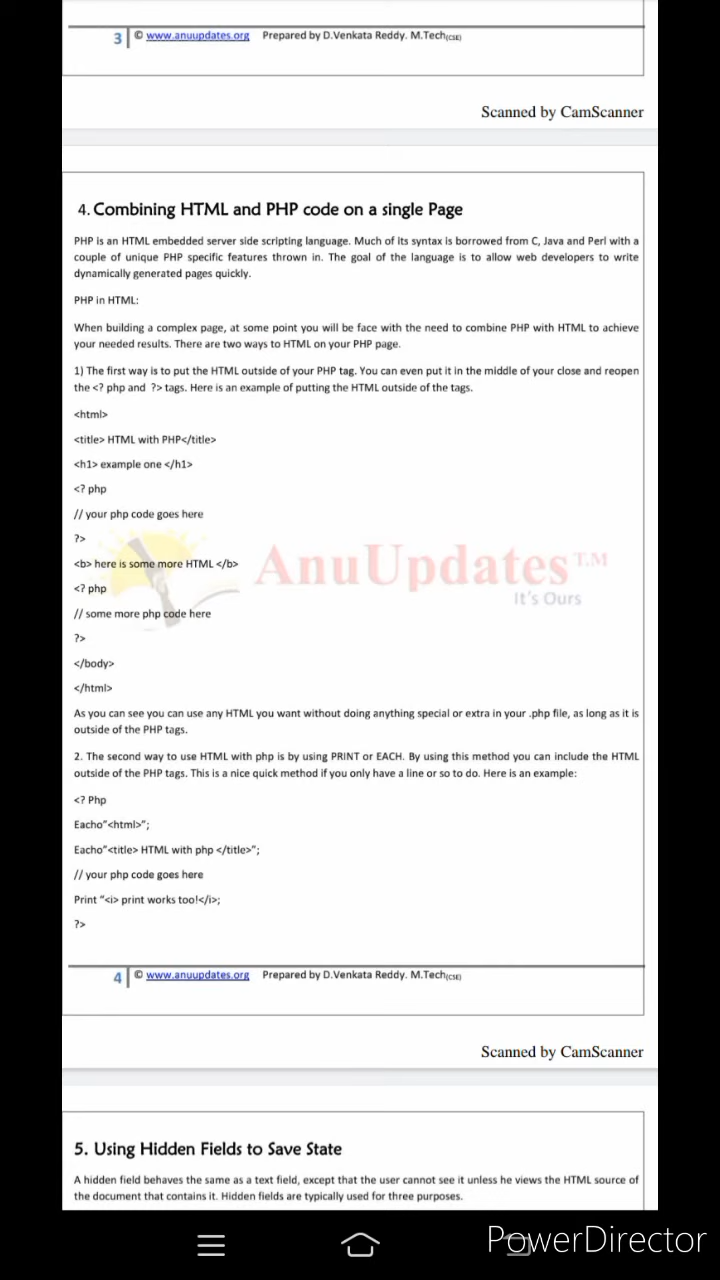 3 © www.anuupdates.org Prepared by D.Venkata Reddy. M.Tech(CSE)
Scanned by CamScanner
4. Combining HTML and PHP code on a single Page
PHP is an HTML embedded server side scripting language. Much of its syntax is borrowed from C, Java and Perl with a
couple of unique PHP specific features thrown in. The goal of the language is to allow web developers to write
dynamically generated pages quickly.
PHP in HTML:
When building a complex page, at some point you will be face with the need to combine PHP with HTML to achieve
your needed results. There are two ways to HTML on your PHP page.
1) The first way is to put the HTML outside of your PHP tag. You can even put it in the middle of your close and reopen
the <? php and ?> tags. Here is an example of putting the HTML outside of the tags.
<html>
<title> HTML with PHP</title>
<h1> example one </h1>
<? php
// your php code goes here
?>
<b> here is some more HTML </b>
AnuUpdates T.M
<? php
It's Ours
// some more php code here
?>
</body>
</html>
As you can see you can use any HTML you want without doing anything special or extra in your .php file, as long as it is
outside of the PHP tags.
2. The second way to use HTML with php is by using PRINT or EACH. By using this method you can include the HTML
outside of the PHP tags. This is a nice quick method if you only have a line or so to do. Here is an example:
<? Php
Eacho"<html>";
Eacho"<title> HTML with php </title>";
// your php code goes here
Print "<i> print works too!</i>;
?>
4 © www.anuupdates.org Prepared by D.Venkata Reddy. M.Tech(CSE)
Scanned by CamScanner
5. Using Hidden Fields to Save State
A hidden field behaves the same as a text field, except that the user cannot see it unless he views the HTML source of
the document that contains it. Hidden fields are typically used for three purposes.
PowerDirector